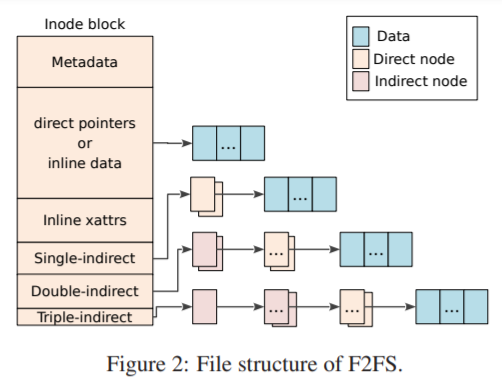 Inode block
Metadata
direct pointers
or
inline data
Inline xattrs
Single-indirect
Double-indirect
Triple-indirect
Data
Direct node
Indirect node
...
...
...
...
...
...
...
Figure 2: File structure of F2FS.